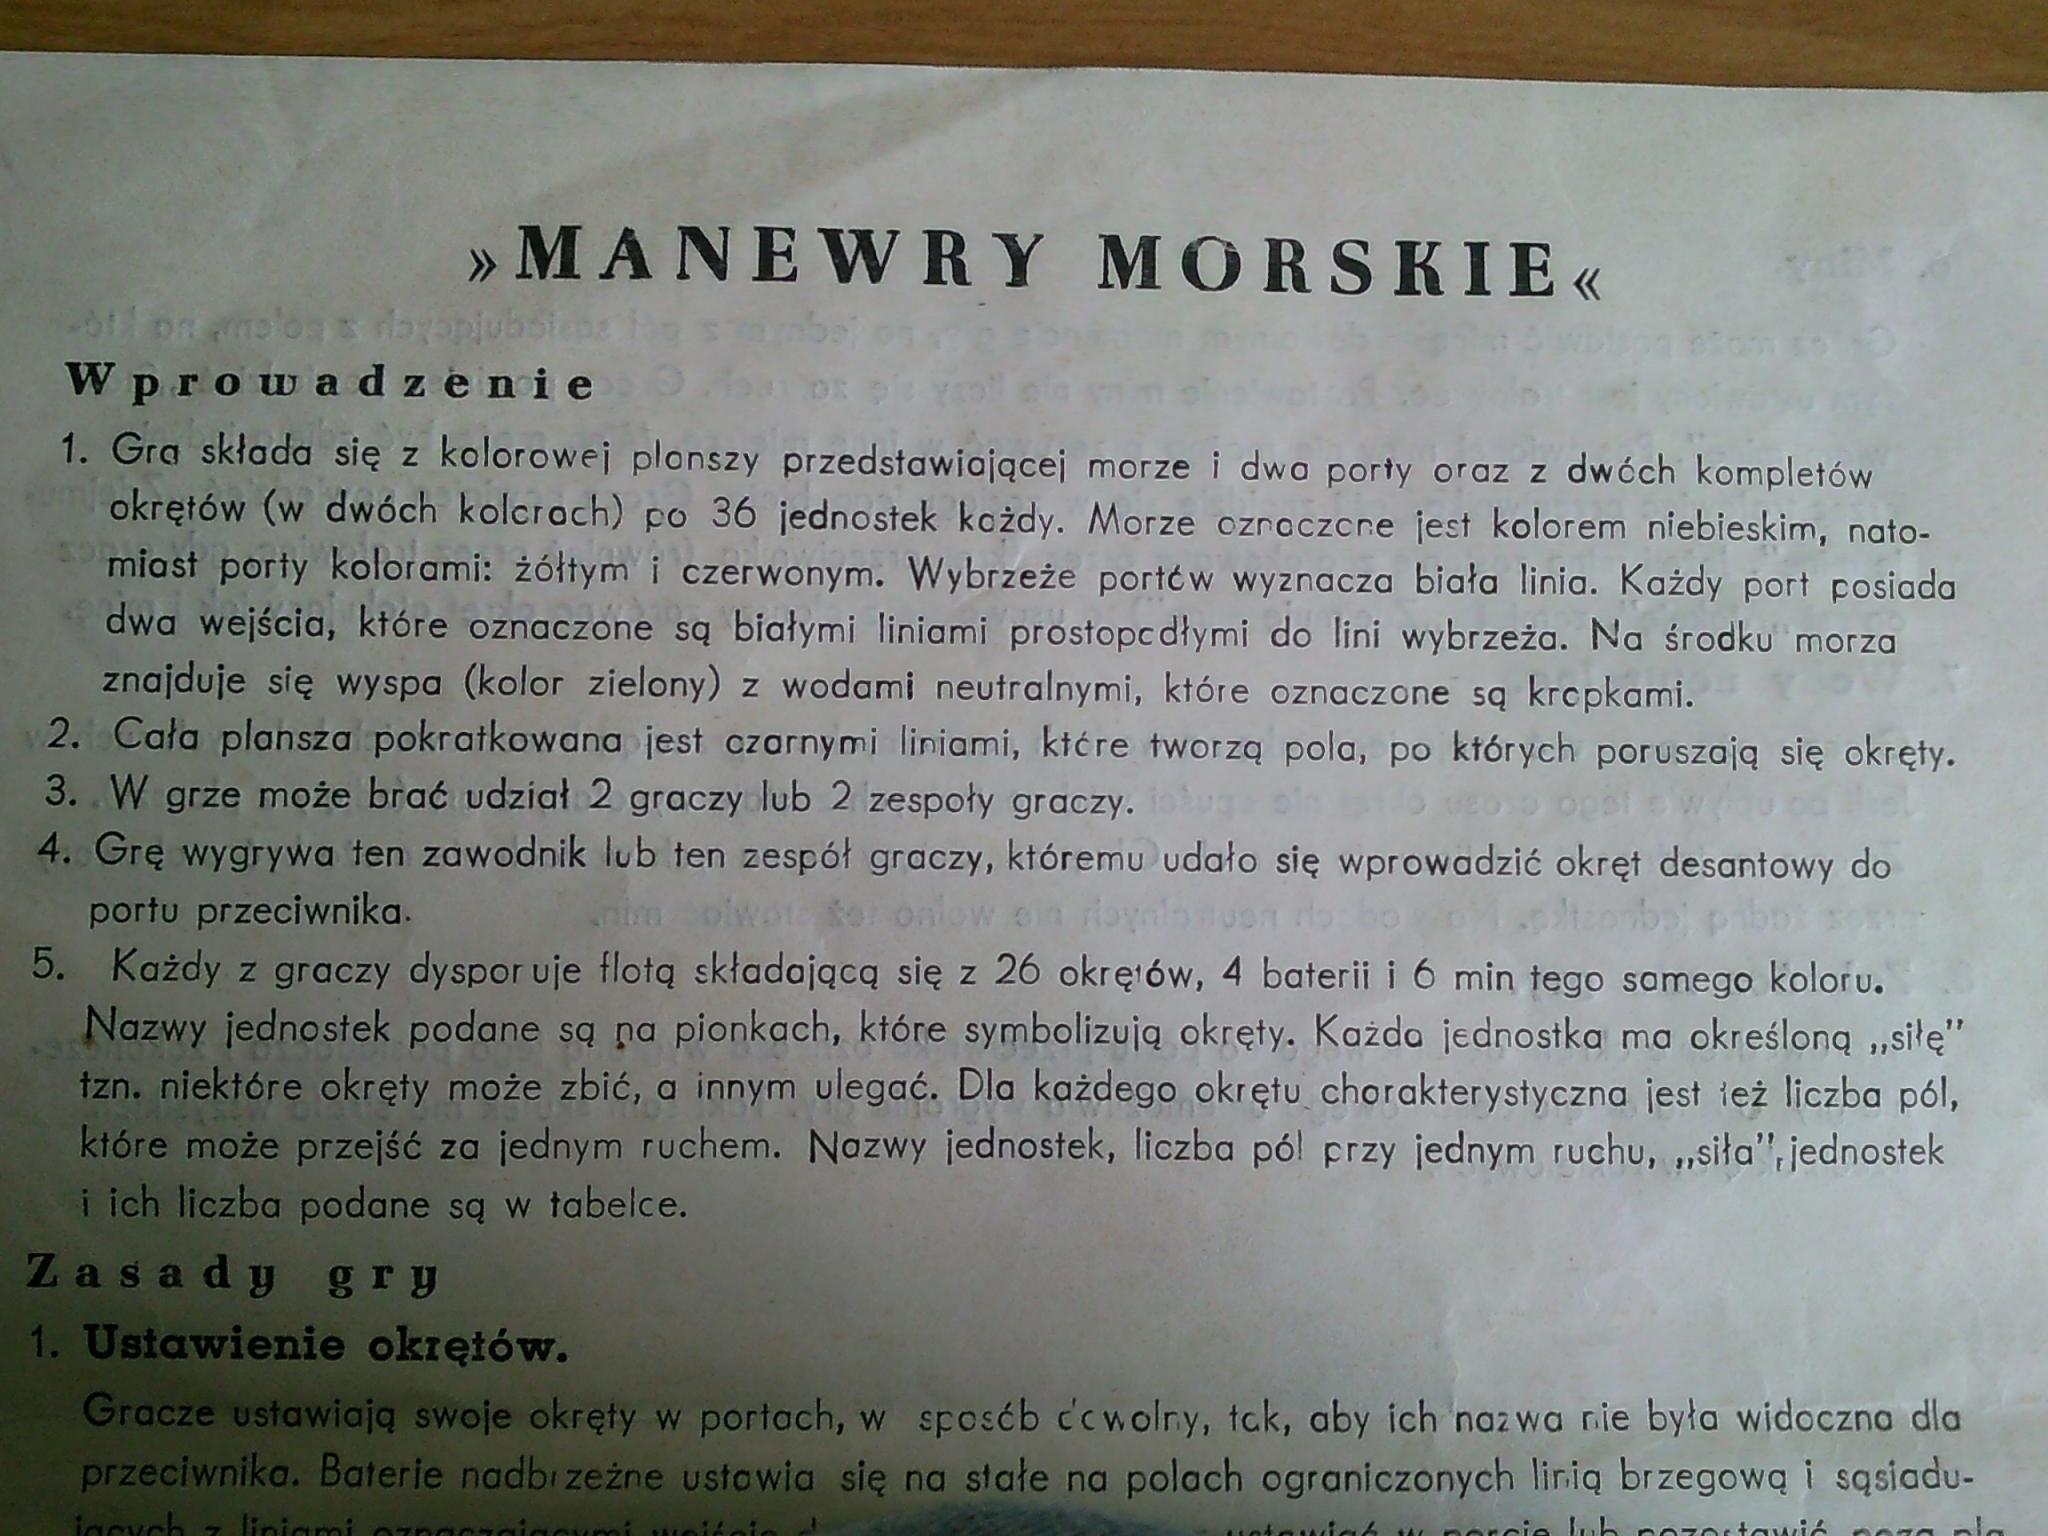 »MANEWRY MORSKIE«
Wprowadzenie
1. Gra składa się z kolorowej planszy przedstawiającej morze i dwa porty oraz z dwóch kompletów
okrętów (w dwóch kolorach) po 36 jednostek każdy. Morze oznaczone jest kolorem niebieskim, nato-
miast porty kolorami: żółtym i czerwonym. Wybrzeże portów wyznacza biała linia. Każdy port posiada
dwa wejścia, które oznaczone są białymi liniami prostopadłymi do lini wybrzeża. Na środku morza
znajduje się wyspa (kolor zielony) z wodami neutralnymi, które oznaczone są kropkami.
2. Cała plansza pokratkowana jest czarnymi liniami, które tworzą pola, po których poruszają się okręty.
3. W grze może brać udział 2 graczy lub 2 zespoły graczy.
4. Grę wygrywa ten zawodnik lub ten zespół graczy, któremu udało się wprowadzić okręt desantowy do
portu przeciwnika.
5. Każdy z graczy dysponuje flotą składającą się z 26 okrętów, 4 baterii i 6 min tego samego koloru.
Nazwy jednostek podane są na pionkach, które symbolizują okręty. Każda jednostka ma określoną „siłę”
tzn. niektóre okręty może zbić, a innym ulegać. Dla każdego okrętu charakterystyczna jest też liczba pól,
które może przejść za jednym ruchem. Nazwy jednostek, liczba pól przy jednym ruchu, „siła”, jednostek
i ich liczba podane są w tabelce.
Zasady gry
1. Ustawienie okrętów.
Gracze ustawiają swoje okręty w portach, w sposób dowolny, tak, aby ich nazwa nie była widoczna dla
przeciwnika. Baterie nadbrzeżne ustawia się na stałe na polach ograniczonych linią brzegową i sąsiadu-
jących z liniami oznaczającymi wejścia